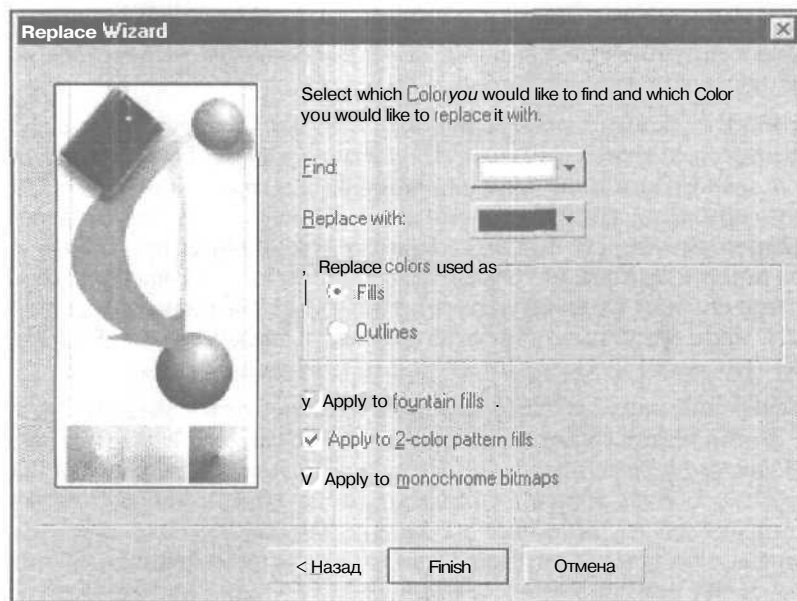 Replace Wizard
Select which Color you would like to find and which Color
you would like to replace it with.
Find:
Replace with:
, Replace colors used as
Fills
Outlines
y Apply to fountain fills .
Apply to 2-color pattern fills
V Apply to monochrome bitmaps
< Назад Finish Отмена